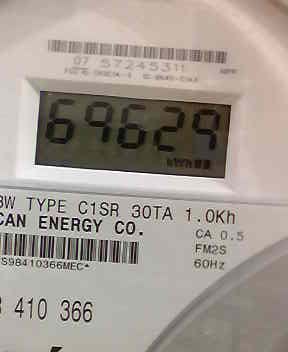 07 57245311
69629
kWh
3W TYPE C1SR 30TA 1.0Kh
CAN ENERGY CO.
CA 0.5
FM2S
60Hz
S98410366MEC*
410 366